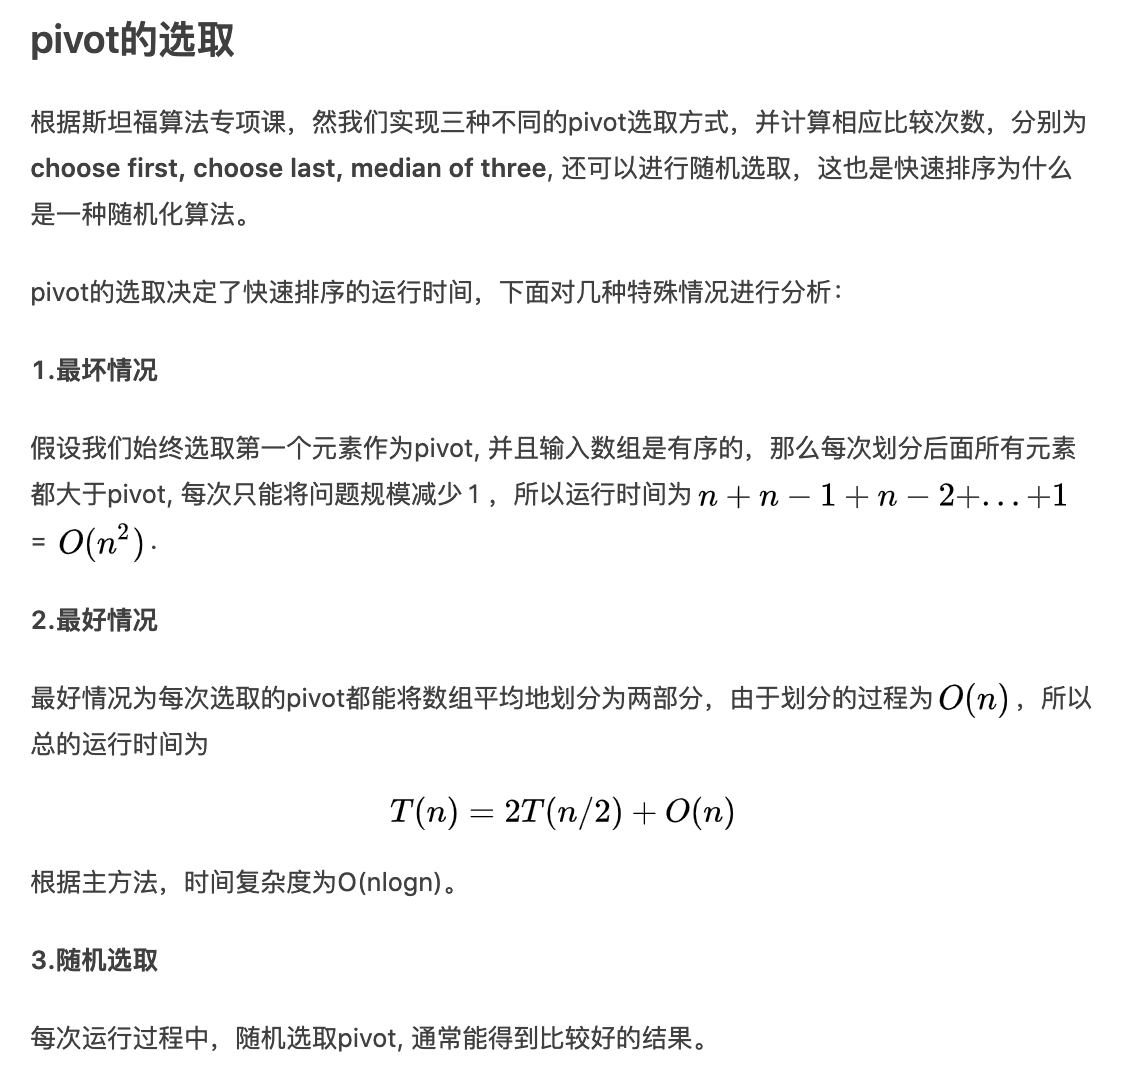 pivot的选取
根据斯坦福算法专项课，然我们实现三种不同的pivot选取方式，并计算相应比较次数，分别为
choose first, choose last, median of three, 还可以进行随机选取，这也是快速排序为什么
是一种随机化算法。
pivot的选取决定了快速排序的运行时间，下面对几种特殊情况进行分析：
1.最坏情况
假设我们始终选取第一个元素作为pivot, 并且输入数组是有序的，那么每次划分后面所有元素
都大于pivot, 每次只能将问题规模减少 1 ，所以运行时间为 n + n − 1 + n − 2+...+1
= O(n²) .
2.最好情况
最好情况为每次选取的pivot都能将数组平均地划分为两部分，由于划分的过程为 O(n) ，所以
总的运行时间为
T(n) = 2T(n/2) + O(n)
根据主方法，时间复杂度为O(nlogn)。
3.随机选取
每次运行过程中，随机选取pivot, 通常能得到比较好的结果。